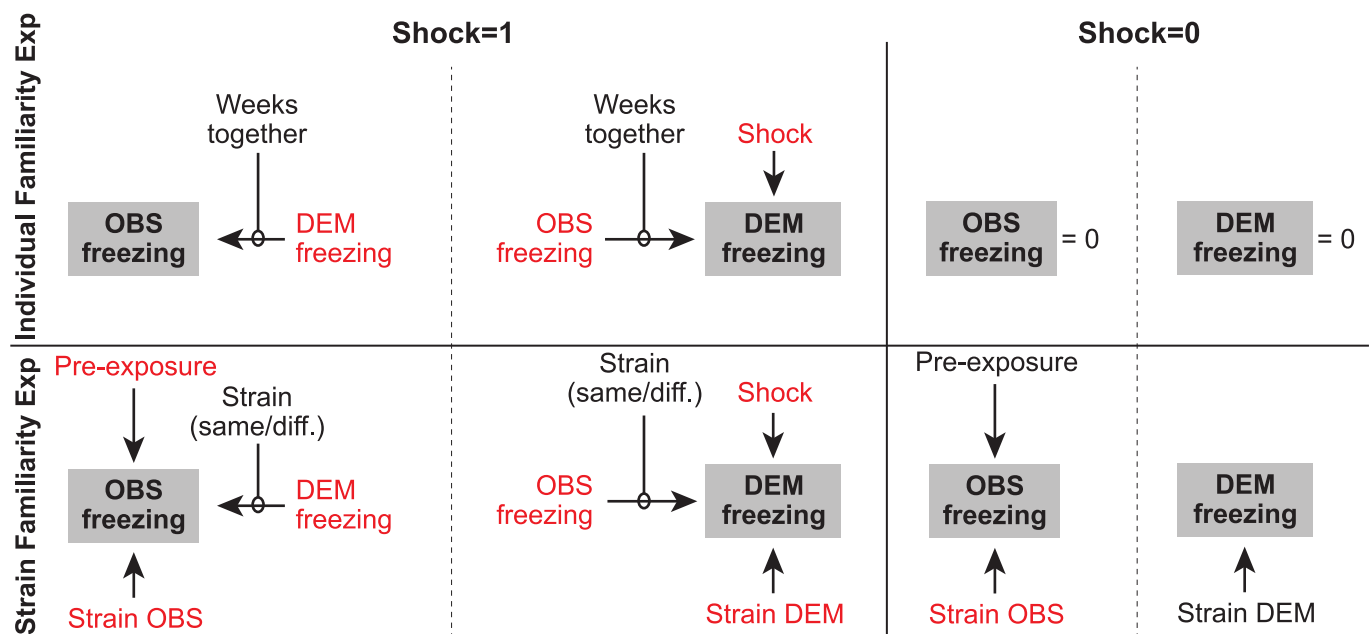 Shock=1
Shock=0
Individual Familiarity Exp
Weeks
together
OBS
freezing
DEM
freezing
Weeks
together
Shock
OBS
freezing
DEM
freezing
OBS
freezing
= 0
DEM
freezing
= 0
Strain Familiarity Exp
Pre-exposure
Strain
(same/diff.)
OBS
freezing
DEM
freezing
Strain OBS
Strain
(same/diff.)
Shock
OBS
freezing
DEM
freezing
Strain DEM
Pre-exposure
OBS
freezing
Strain OBS
DEM
freezing
Strain DEM